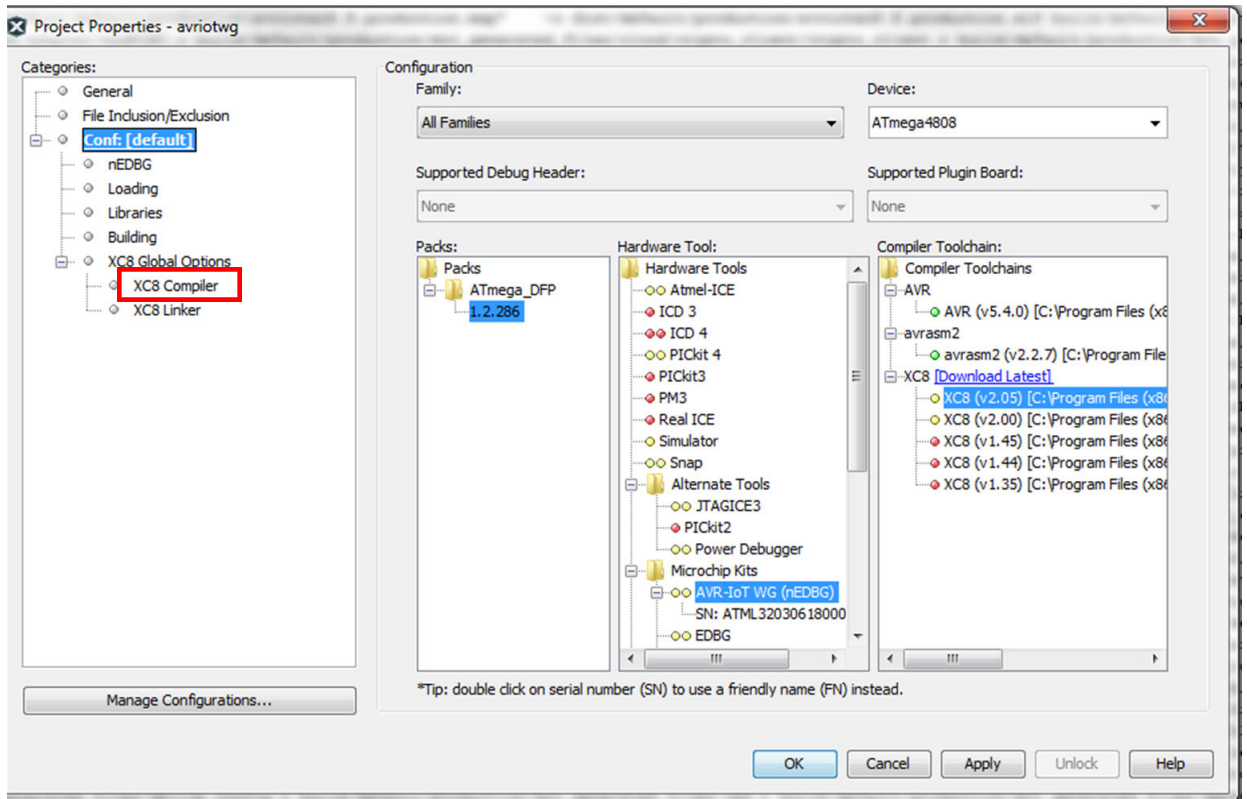 Project Properties - avriotwg
Categories:
General
File Inclusion/Exclusion
Conf: [default]
nEDBG
Loading
Libraries
Building
XC8 Global Options
XC8 Compiler
XC8 Linker
Manage Configurations...
Configuration
Family:
All Families
Device:
ATmega4808
Supported Debug Header:
None
Supported Plugin Board:
None
Packs:
Packs
ATmega_DFP
1.2.286
Hardware Tool:
Hardware Tools
Atmel-ICE
ICD 3
ICD 4
PICkit 4
PICkit3
PM3
Real ICE
Simulator
Snap
Alternate Tools
JTAGICE3
PICkit2
Power Debugger
Microchip Kits
AVR-IoT WG (nEDBG)
SN: ATML32030618000
EDBG
Compiler Toolchain:
Compiler Toolchains
AVR
AVR (v5.4.0) [C:\Program Files (x8
avrasm2
avrasm2 (v2.2.7) [C:\Program File
XC8 [Download Latest]
XC8 (v2.05) [C:\Program Files (x86
XC8 (v2.00) [C:\Program Files (x86
XC8 (v1.45) [C:\Program Files (x86
XC8 (v1.44) [C:\Program Files (x86
XC8 (v1.35) [C:\Program Files (x86
*Tip: double click on serial number (SN) to use a friendly name (FN) instead.
OK
Cancel
Apply
Unlock
Help